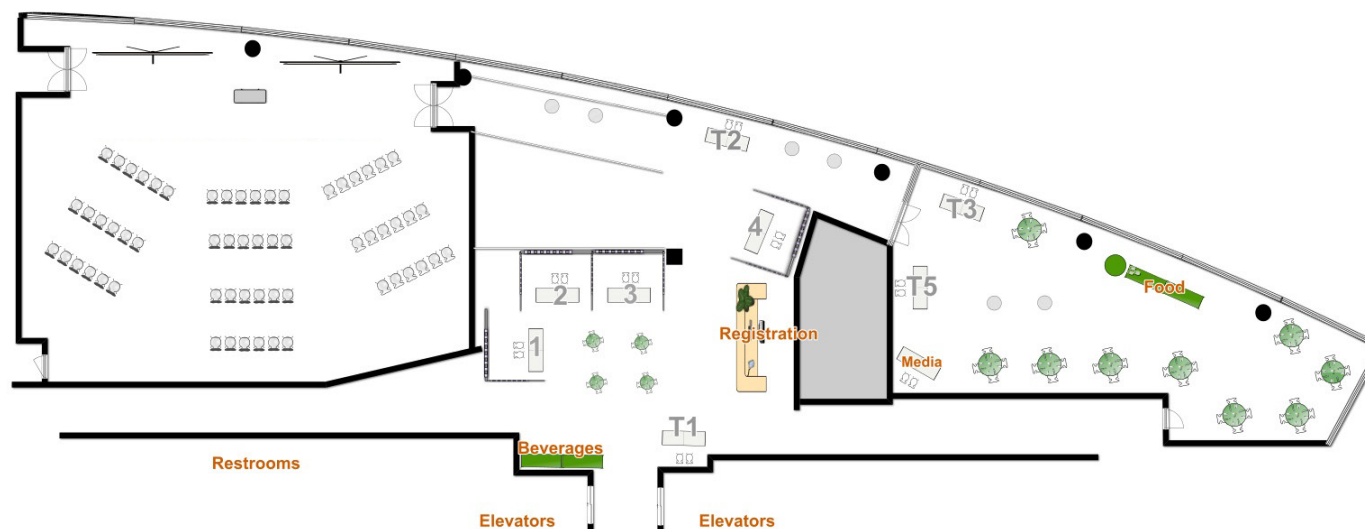 T2
T3
4
T5
Food
2
3
Registration
1
Media
T1
Beverages
Restrooms
Elevators
Elevators